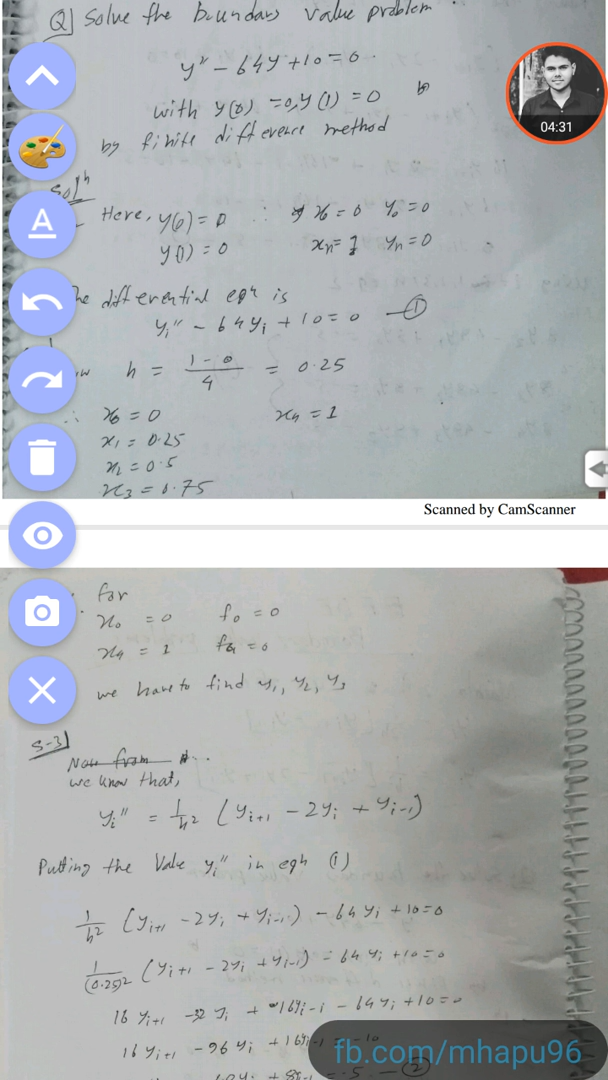 Q] Solve the boundary value problem
y" - 64y + 10 = 0.
with y(0) = 0, y(1) = 0
by finite difference method
04:31
Solⁿ
Here, y(0) = 0 ∴ x₀ = 0 y₀ = 0
y(1) = 0 xn = 1 yn = 0
he differential eqn is
yᵢ" - 64yᵢ + 10 = 0 — ①
w h = (1 - 0)/4 = 0.25
∴ x₀ = 0 x₄ = 1
x₁ = 0.25
x₂ = 0.5
x₃ = 0.75
Scanned by CamScanner
for
x₀ = 0 f₀ = 0
x₄ = 1 f₄ = 0
we have to find y₁, y₂, y₃
S-3]
Now from
we know that,
yᵢ" = 1/h² (yᵢ₊₁ - 2yᵢ + yᵢ₋₁)
Putting the Value yᵢ" in eqn (1)
1/h² (yᵢ₊₁ - 2yᵢ + yᵢ₋₁) - 64yᵢ + 10 = 0
1/(0.25)² (yᵢ₊₁ - 2yᵢ + yᵢ₋₁) - 64yᵢ + 10 = 0
16yᵢ₊₁ - 32yᵢ + 16yᵢ₋₁ - 64yᵢ + 10 = 0
16yᵢ₊₁ - 96yᵢ + 16yᵢ₋₁ = -10
fb.com/mhapu96